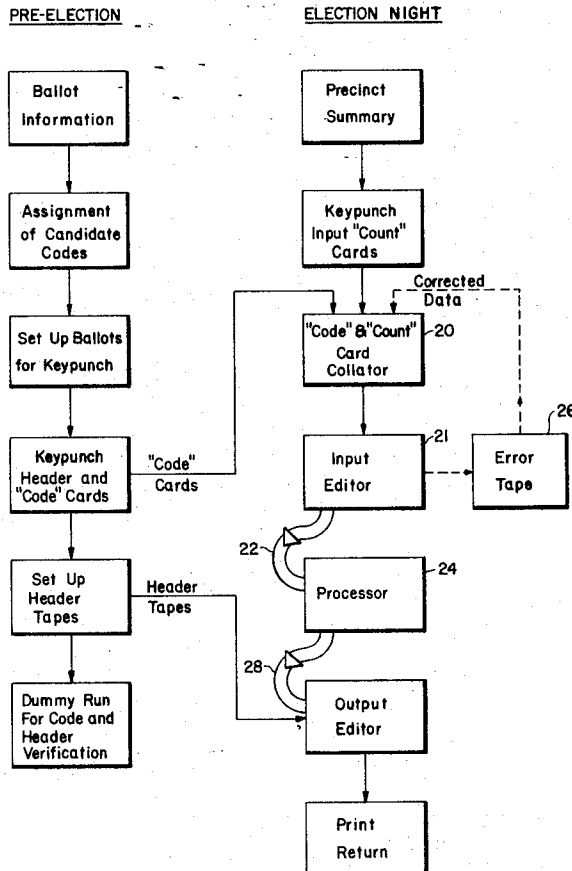 PRE-ELECTION
Ballot
Information
Assignment
of Candidate
Codes
Set Up Ballots
for Keypunch
Keypunch
Header and
"Code" Cards
"Code"
Cards
Set Up
Header
Tapes
Header
Tapes
Dummy Run
For Code and
Header
Verification
ELECTION NIGHT
Precinct
Summary
Keypunch
Input "Count"
Cards
Corrected
Data
"Code" & "Count"
Card
Collator
20
Input
Editor
21
Error
Tape
26
22
Processor
24
28
Output
Editor
Print
Return